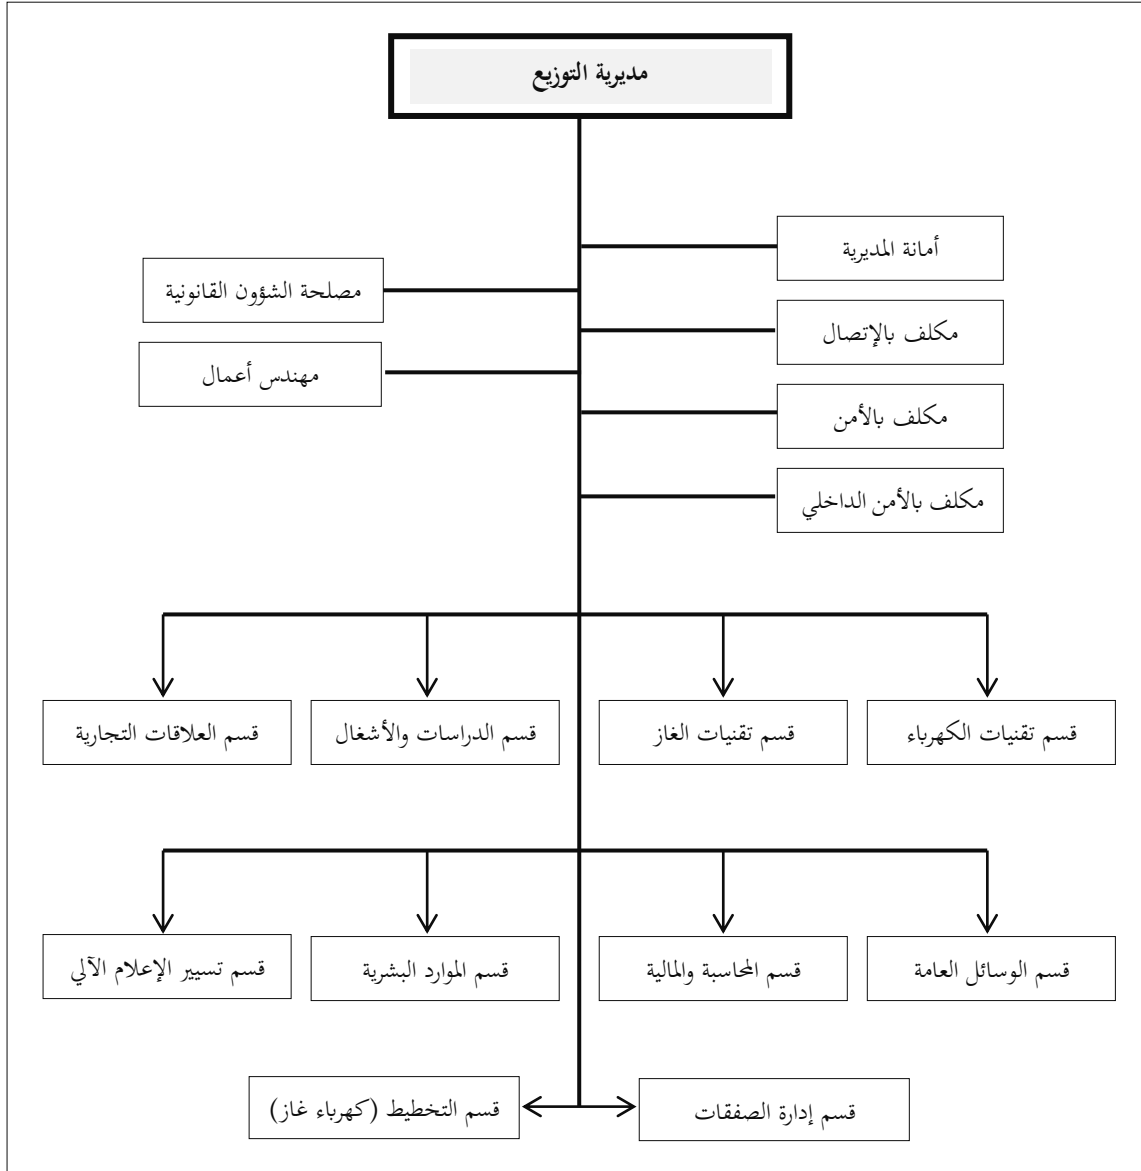 مديرية التوزيع
أمانة المديرية
مصلحة الشؤون القانونية
مكلف بالإتصال
مهندس أعمال
مكلف بالأمن
مكلف بالأمن الداخلي
قسم تقنيات الكهرباء
قسم تقنيات الغاز
قسم الدراسات والأشغال
قسم العلاقات التجارية
قسم الوسائل العامة
قسم المحاسبة والمالية
قسم الموارد البشرية
قسم تسيير الإعلام الآلي
قسم إدارة الصفقات
قسم التخطيط (كهرباء غاز)